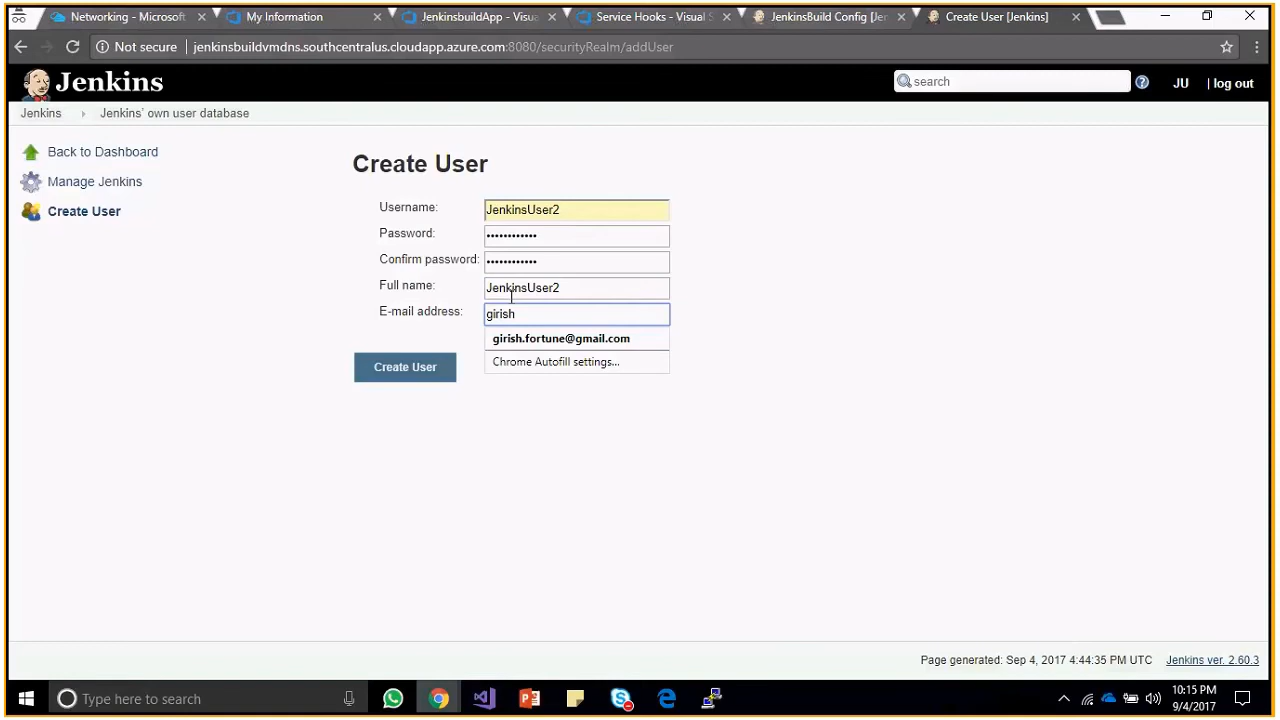 Networking - Microsoft
My Information
JenkinsbuildApp - Visua
Service Hooks - Visual S
JenkinsBuild Config [Jen
Create User [Jenkins]
Not secure jenkinsbuildvmdns.southcentralus.cloudapp.azure.com:8080/securityRealm/addUser
Jenkins
search
JU
| log out
Jenkins
Jenkins' own user database
Back to Dashboard
Manage Jenkins
Create User
Create User
Username: JenkinsUser2
Password: ••••••••••••
Confirm password: ••••••••••••
Full name: JenkinsUser2
E-mail address: girish
girish.fortune@gmail.com
Chrome Autofill settings...
Create User
Page generated: Sep 4, 2017 4:44:35 PM UTC
Jenkins ver. 2.60.3
Type here to search
10:15 PM
9/4/2017